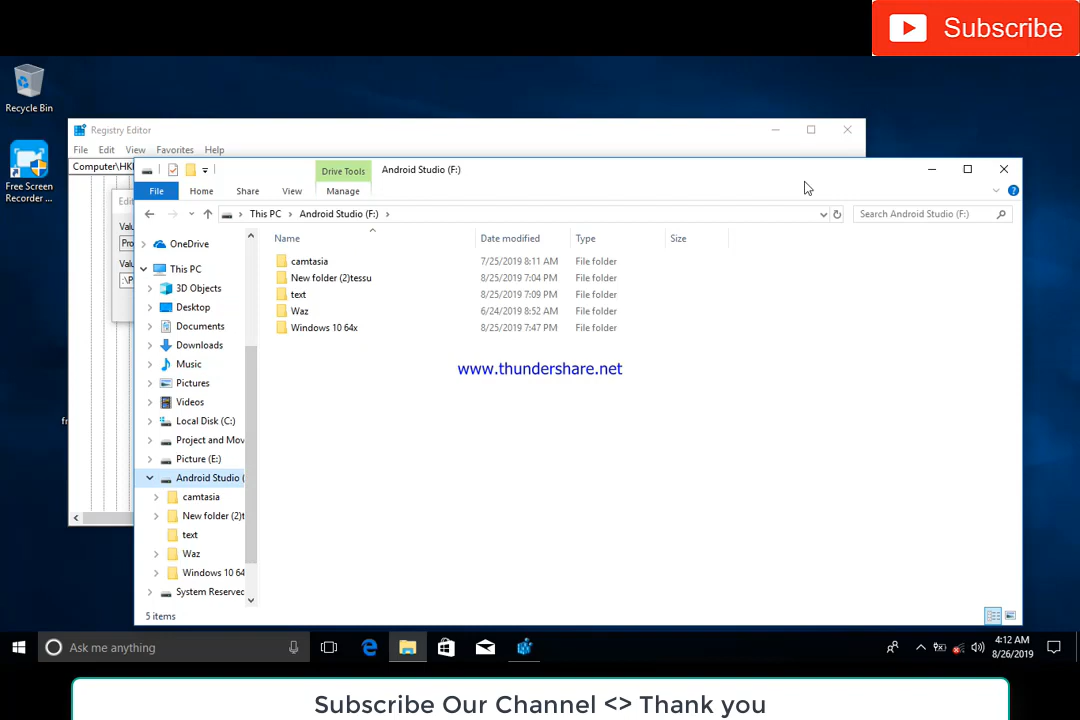 Subscribe
Recycle Bin
Free Screen
Recorder ...
Registry Editor
File Edit View Favorites Help
Computer\HK
Drive Tools
Android Studio (F:)
File Home Share View Manage
This PC Android Studio (F:)
Search Android Studio (F:)
Name Date modified Type Size
camtasia 7/25/2019 8:11 AM File folder
New folder (2)tessu 8/25/2019 7:04 PM File folder
text 8/25/2019 7:09 PM File folder
Waz 6/24/2019 8:52 AM File folder
Windows 10 64x 8/25/2019 7:47 PM File folder
OneDrive
This PC
3D Objects
Desktop
Documents
Downloads
Music
Pictures
Videos
Local Disk (C:)
Project and Mov
Picture (E:)
Android Studio (
camtasia
New folder (2)t
text
Waz
Windows 10 64
System Reserved
www.thundershare.net
5 items
Ask me anything
4:12 AM
8/26/2019
Subscribe Our Channel <> Thank you